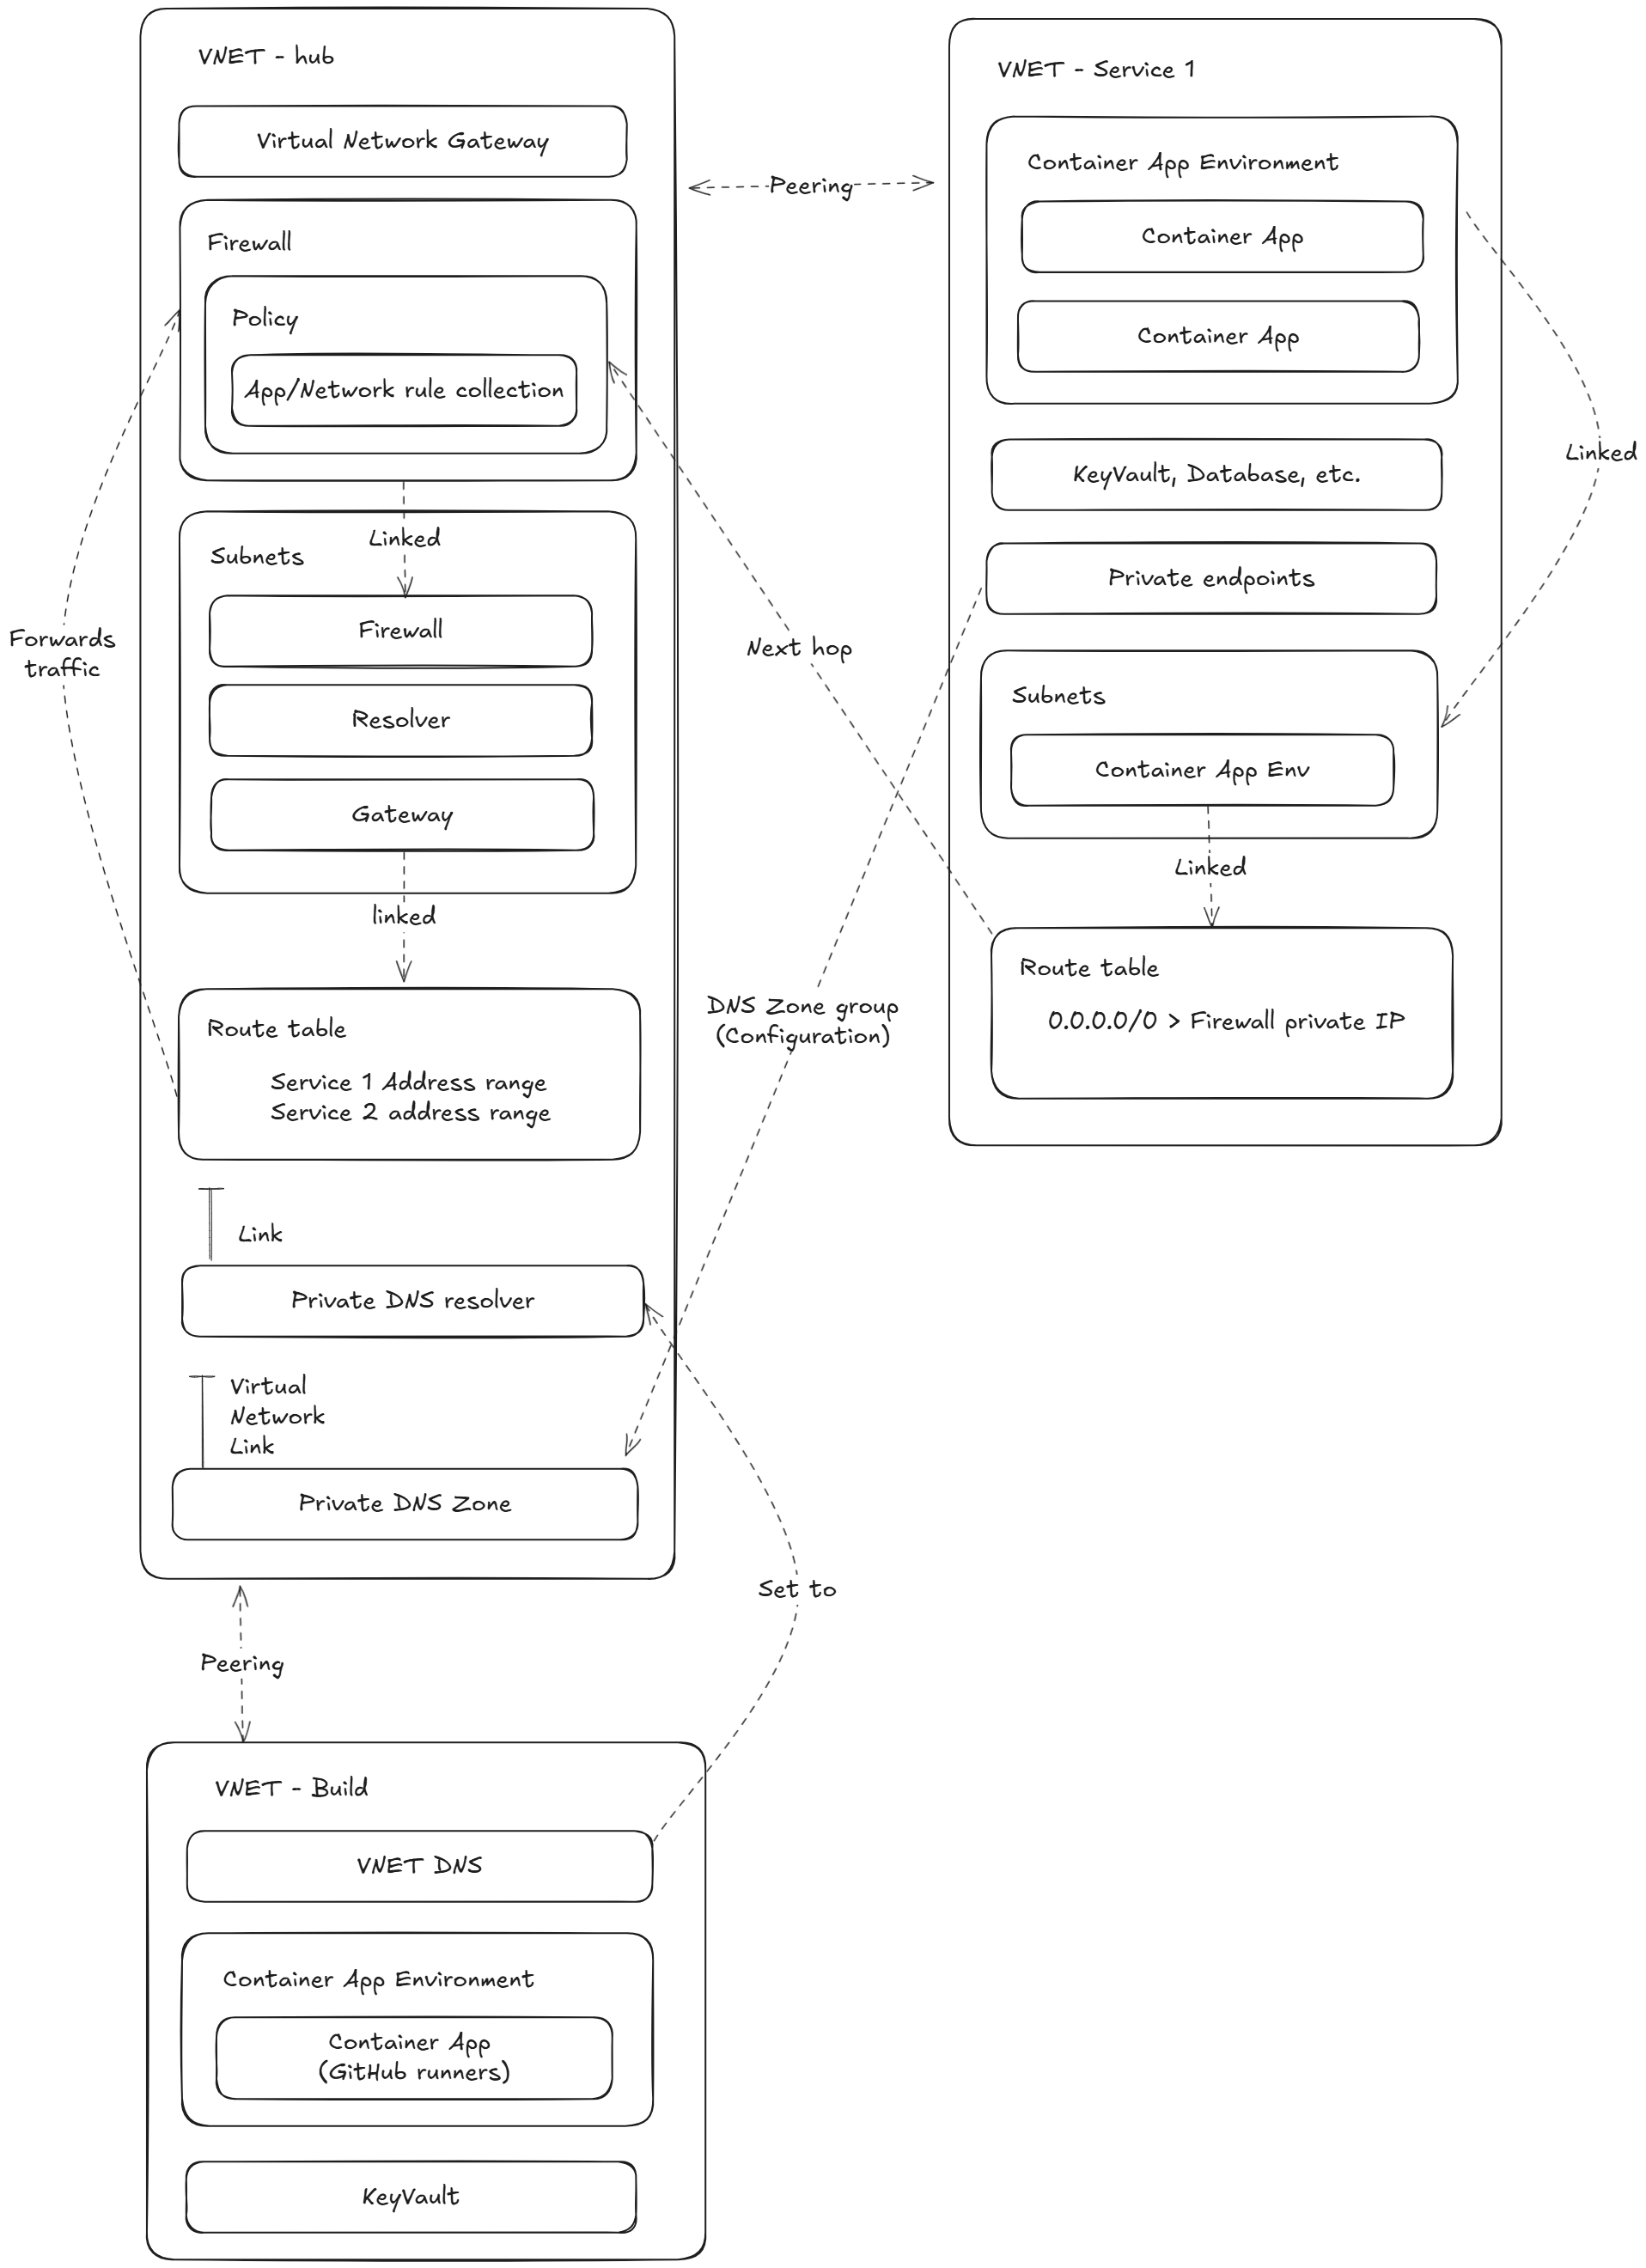 VNET - hub
Virtual Network Gateway
Firewall
Policy
App/Network rule collection
Linked
Subnets
Firewall
Resolver
Gateway
linked
Route table
Service 1 Address range
Service 2 address range
Link
Private DNS resolver
Virtual
Network
Link
Private DNS Zone
Forwards
traffic
Peering
Next hop
DNS Zone group
(Configuration)
Set to
VNET - Service 1
Container App Environment
Container App
Container App
KeyVault, Database, etc.
Private endpoints
Subnets
Container App Env
Linked
Linked
Route table
0.0.0.0/0 > Firewall private IP
Peering
VNET - Build
VNET DNS
Container App Environment
Container App
(GitHub runners)
KeyVault